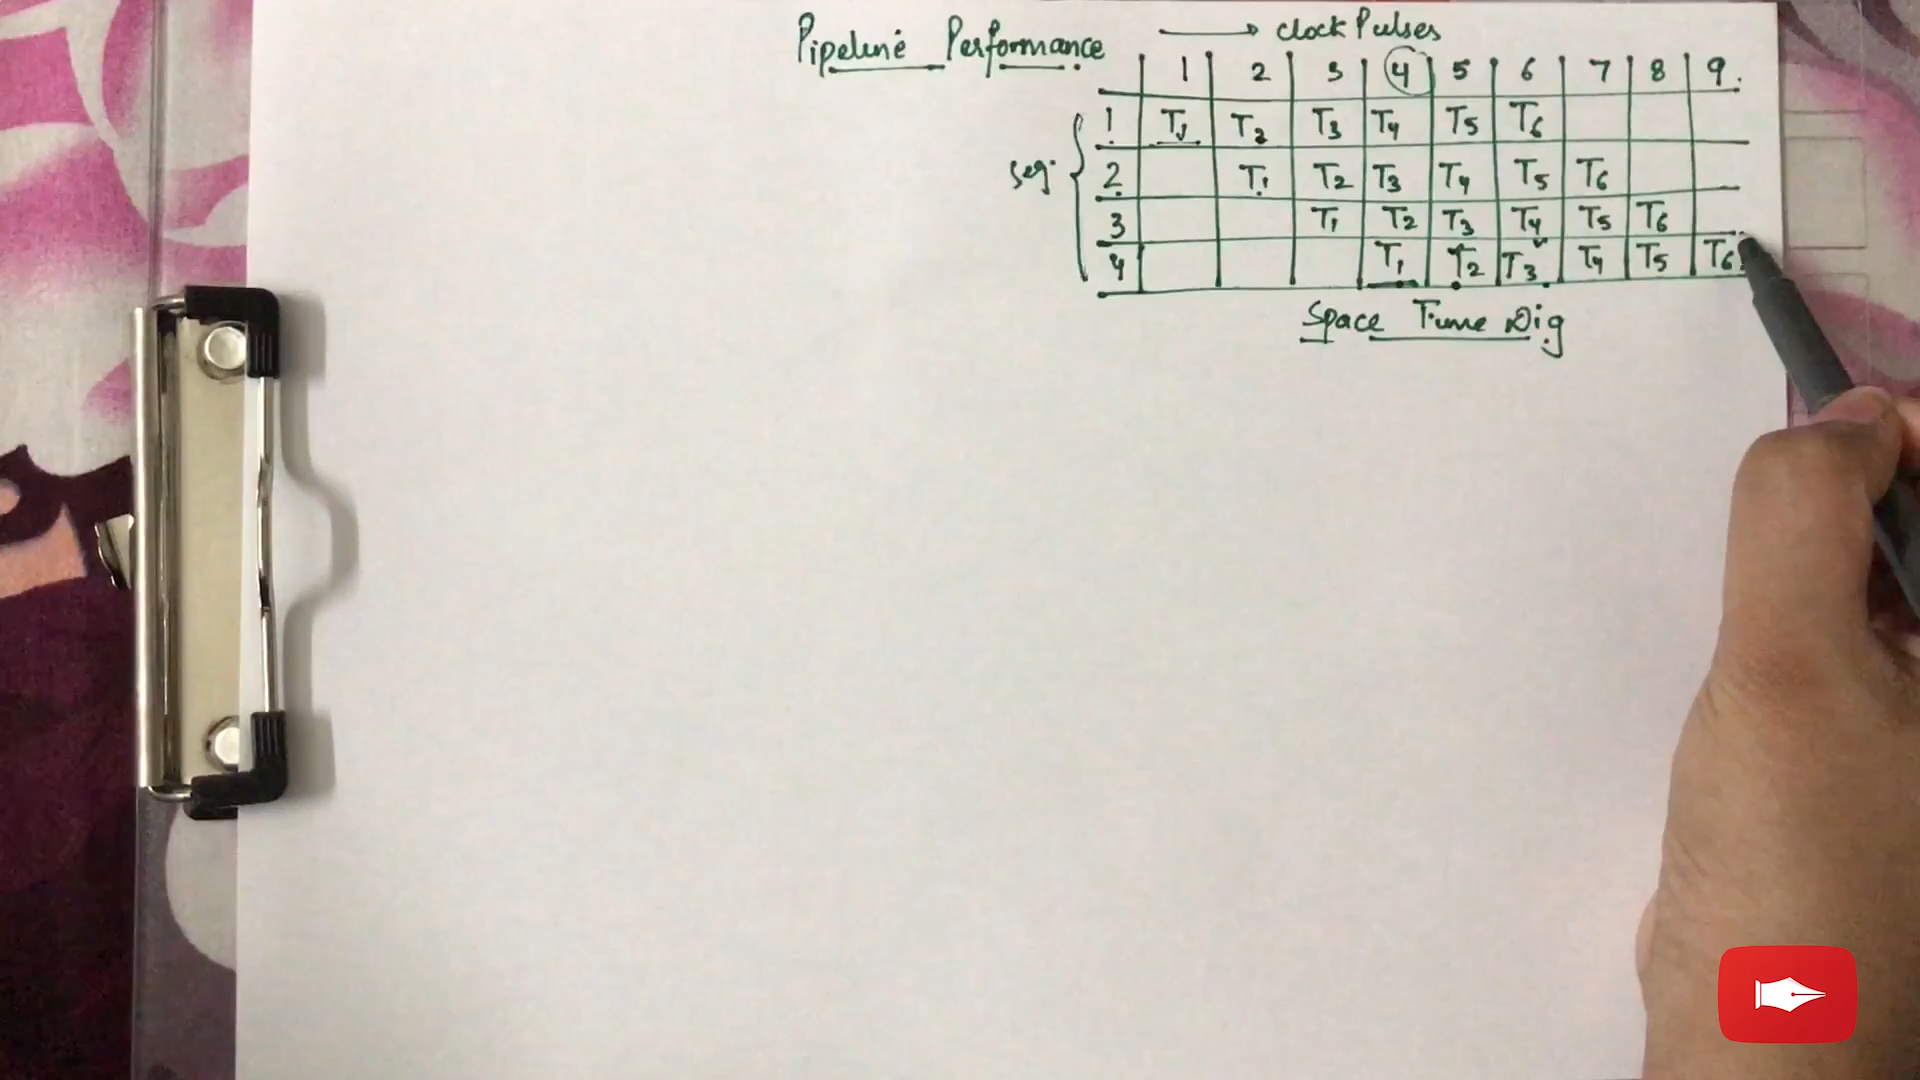 Pipeline Performance → clock Pulses
1 2 3 4 5 6 7 8 9.
seg. 1 T1 T2 T3 T4 T5 T6
2 T1 T2 T3 T4 T5 T6
3 T1 T2 T3 T4 T5 T6
4 T1 T2 T3 T4 T5 T6
Space Time Dig